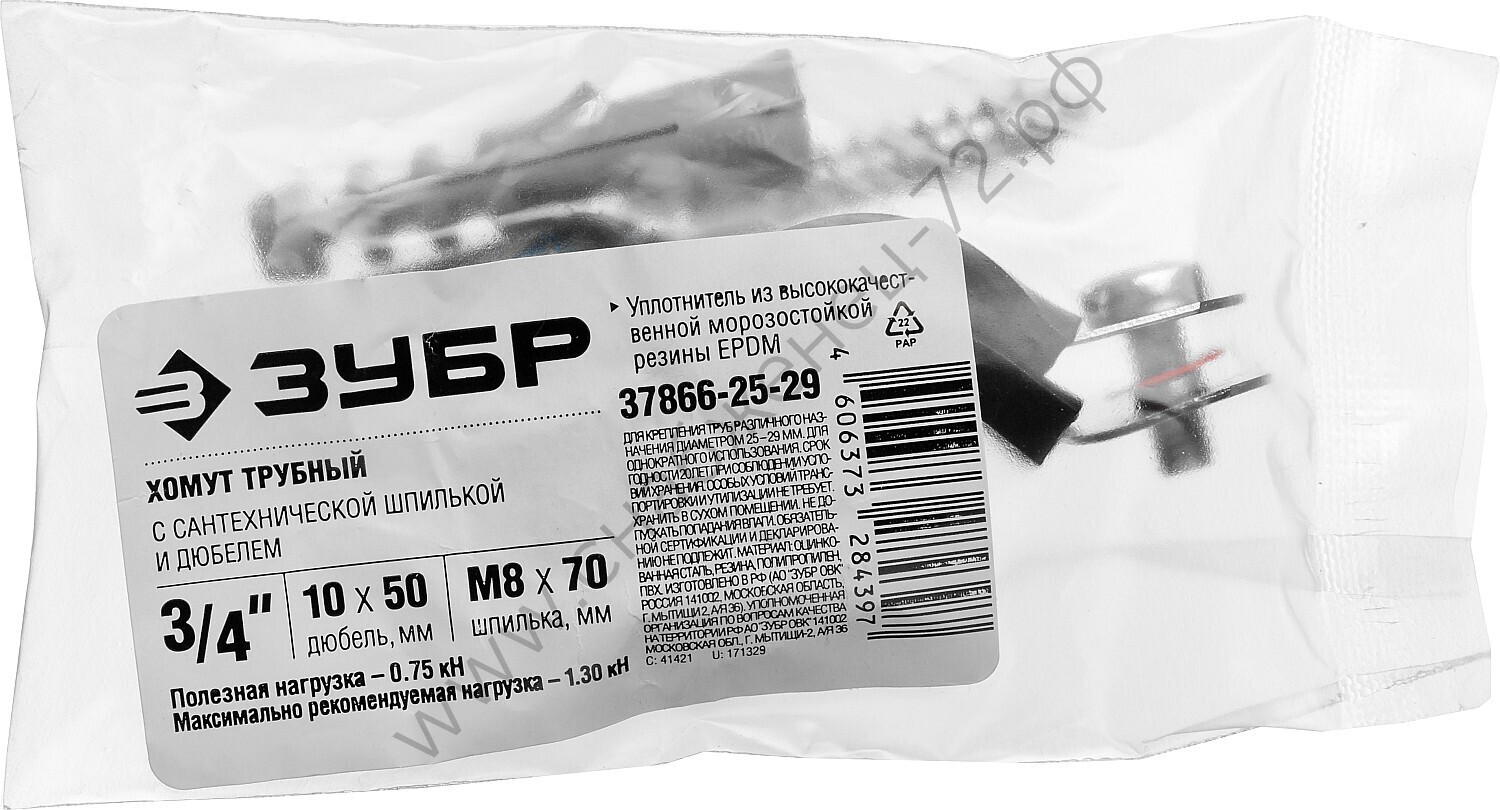 ЗУБР
ХОМУТ ТРУБНЫЙ
С САНТЕХНИЧЕСКОЙ ШПИЛЬКОЙ
И ДЮБЕЛЕМ
3/4"
10 x 50
дюбель, мм
М8 x 70
шпилька, мм
Полезная нагрузка – 0.75 кН
Максимально рекомендуемая нагрузка – 1.30 кН
▸ Уплотнитель из высококачест-
венной морозостойкой
резины EPDM
22
PAP
37866-25-29
ДЛЯ КРЕПЛЕНИЯ ТРУБ РАЗЛИЧНОГО НАЗ-
НАЧЕНИЯ ДИАМЕТРОМ 25–29 ММ. ДЛЯ
ОДНОКРАТНОГО ИСПОЛЬЗОВАНИЯ. СРОК
ГОДНОСТИ 20 ЛЕТ ПРИ СОБЛЮДЕНИИ УСЛО-
ВИЙ ХРАНЕНИЯ. ОСОБЫХ УСЛОВИЙ ТРАНС-
ПОРТИРОВКИ И УТИЛИЗАЦИИ НЕ ТРЕБУЕТ.
ХРАНИТЬ В СУХОМ ПОМЕЩЕНИИ. НЕ ДО-
ПУСКАТЬ ПОПАДАНИЯ ВЛАГИ. ОБЯЗАТЕЛЬ-
НОЙ СЕРТИФИКАЦИИ И ДЕКЛАРИРОВА-
НИЮ НЕ ПОДЛЕЖИТ. МАТЕРИАЛ: ОЦИНКО-
ВАННАЯ СТАЛЬ, РЕЗИНА, ПОЛИПРОПИЛЕН,
ПВХ. ИЗГОТОВЛЕНО В РФ (АО "ЗУБР ОВК"
РОССИЯ 141002, МОСКОВСКАЯ ОБЛАСТЬ,
Г. МЫТИЩИ 2, А/Я 36). УПОЛНОМОЧЕННАЯ
ОРГАНИЗАЦИЯ ПО ВОПРОСАМ КАЧЕСТВА
НА ТЕРРИТОРИИ РФ АО "ЗУБР ОВК" 141002
МОСКОВСКАЯ ОБЛ., Г. МЫТИЩИ-2, А/Я 36
C: 41421 U: 171329
4 606373 284397